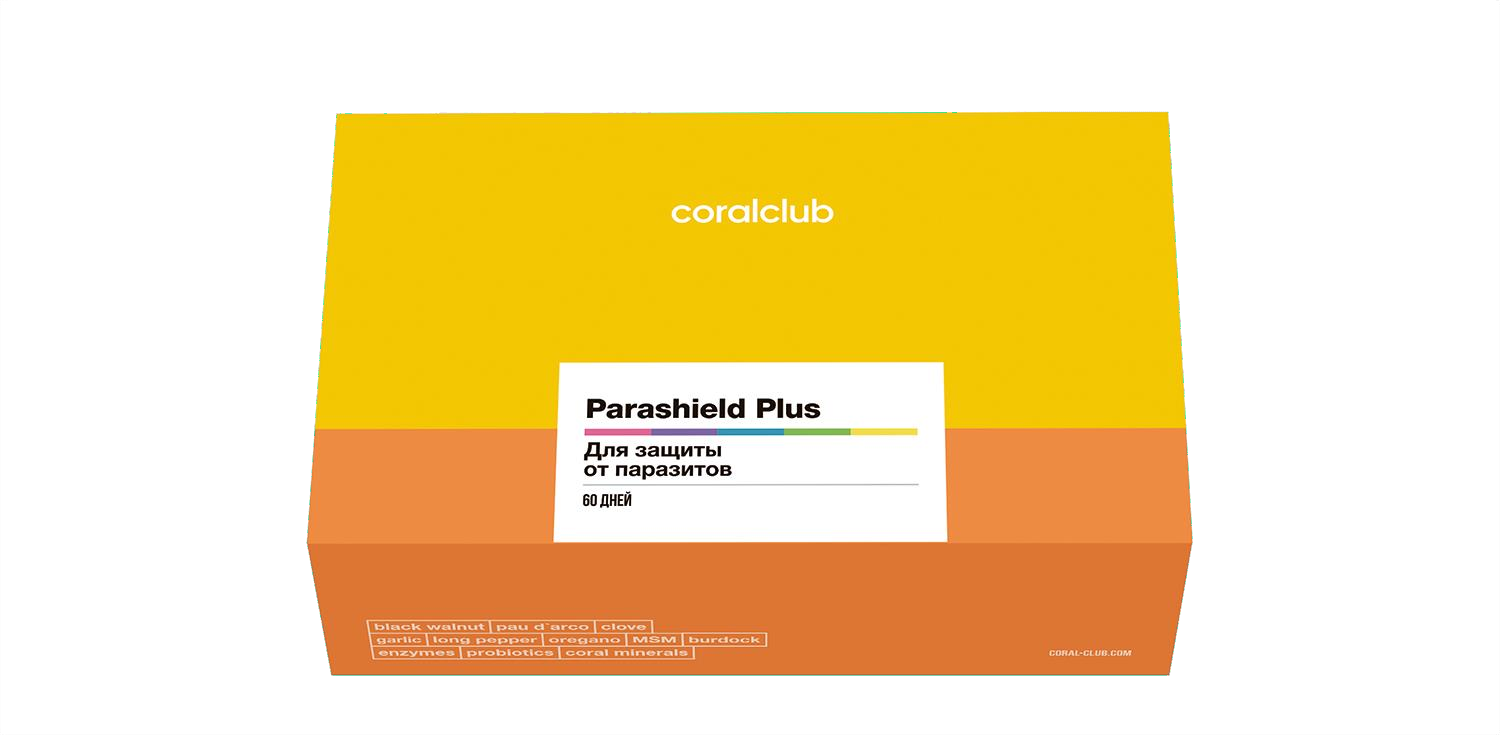 coralclub
Parashield Plus
Для защиты
от паразитов
60 ДНЕЙ
black walnut pau d`arco clove
garlic long pepper oregano MSM burdock
enzymes probiotics coral minerals
CORAL-CLUB.COM